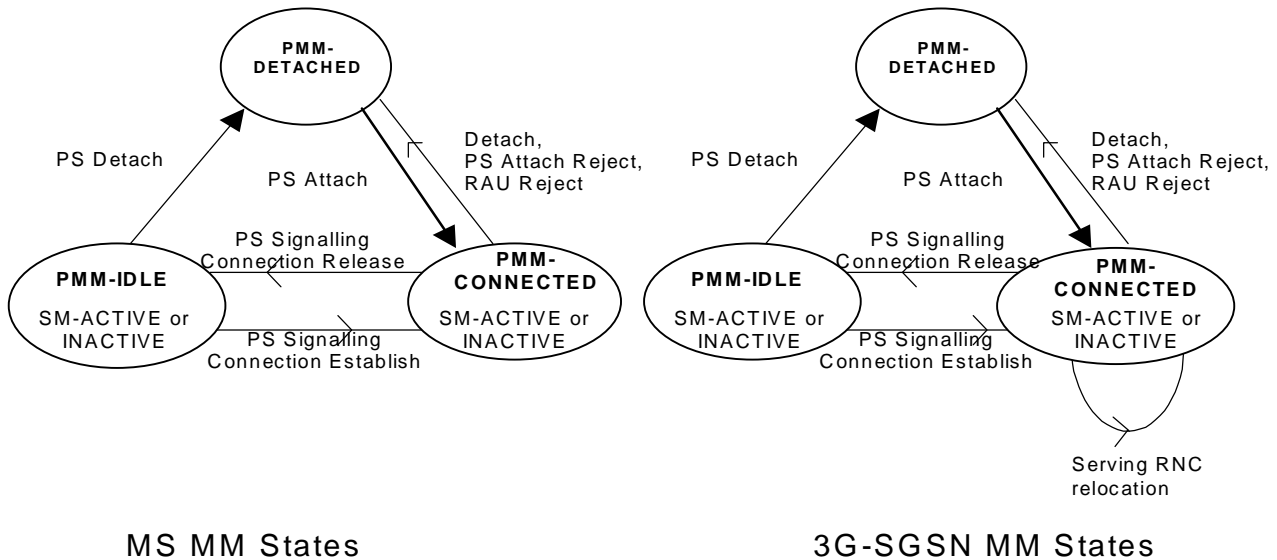 PMM-
DETACHED
PS Detach
PS Attach
Detach,
PS Attach Reject,
RAU Reject
PS Signalling
Connection Release
PMM-IDLE
SM-ACTIVE or
INACTIVE
PMM-
CONNECTED
SM-ACTIVE or
INACTIVE
PS Signalling
Connection Establish
MS MM States
PMM-
DETACHED
PS Detach
PS Attach
Detach,
PS Attach Reject,
RAU Reject
PS Signalling
Connection Release
PMM-IDLE
SM-ACTIVE or
INACTIVE
PMM-
CONNECTED
SM-ACTIVE or
INACTIVE
PS Signalling
Connection Establish
Serving RNC
relocation
3G-SGSN MM States